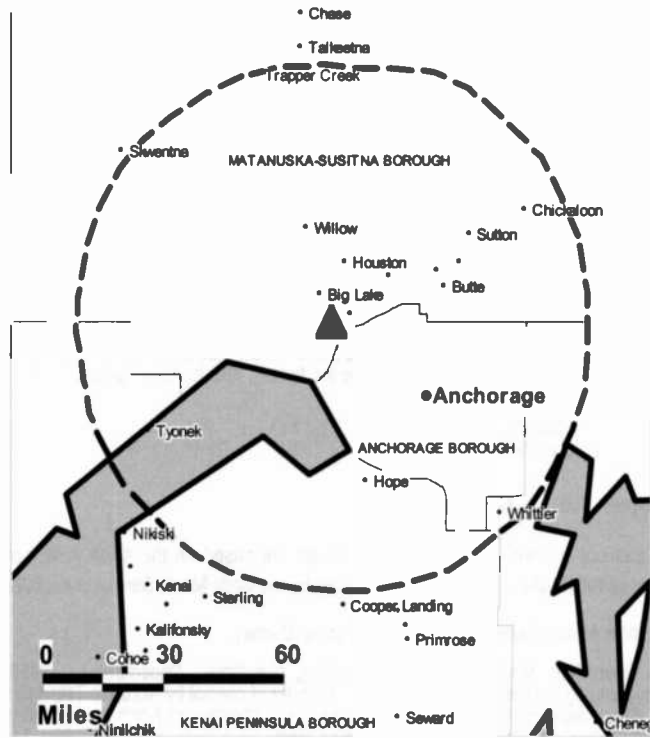 Chase
Talkeetna
Trapper Creek
Skwentna
MATANUSKA-SUSITNA BOROUGH
Chickaloon
Willow
Sutton
Houston
Butte
Big Lake
Anchorage
Tyonek
ANCHORAGE BOROUGH
Hope
Whittier
Nikiski
Kenai
Sterling
Cooper Landing
Kalifonsky
Primrose
0 30 60
Cohoe
Miles
Ninilchik
KENAI PENINSULA BOROUGH
Seward
Cheneg